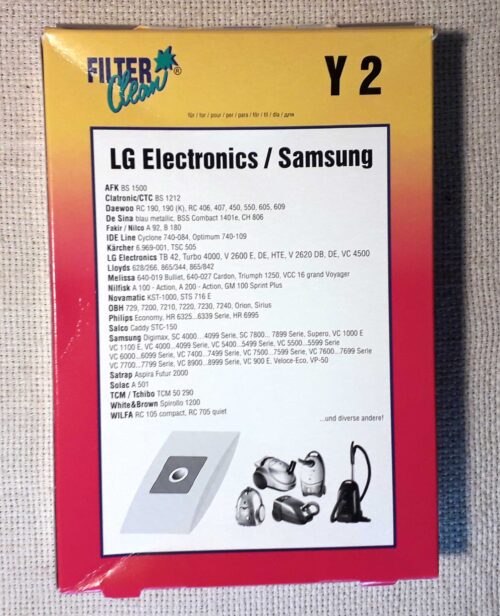 FILTER
Clean®
Y 2
für / for / pour / per / para / för / til / dia / для
LG Electronics / Samsung
AFK BS 1500
Clatronic/CTC BS 1212
Daewoo RC 190, 190 (K), RC 406, 407, 450, 550, 605, 609
De Sina blau metallic, BSS Combact 1401e, CH 806
Fakir / Nilco A 92, B 180
IDE Line Cyclone 740-084, Optimum 740-109
Kärcher 6.969-001, TSC 505
LG Electronics TB 42, Turbo 4000, V 2600 E, DE, HTE, V 2620 DB, DE, VC 4500
Lloyds 628/266, 865/344, 865/842
Melissa 640-019 Bulliet, 640-027 Cardon, Triumph 1250, VCC 16 grand Voyager
Nilfisk A 100 - Action, A 200 - Action, GM 100 Sprint Plus
Novamatic KST-1000, STS 716 E
OBH 729, 7200, 7210, 7220, 7230, 7240, Orion, Sirius
Philips Economy, HR 6325...6339 Serie, HR 6995
Salco Caddy STC-150
Samsung Digimax, SC 4000... 4099 Serie, SC 7800... 7899 Serie, Supero, VC 1000 E
VC 1100 E, VC 4000...4099 Serie, VC 5400...5499 Serie, VC 5500...5599 Serie
VC 6000...6099 Serie, VC 7400...7499 Serie, VC 7500...7599 Serie, VC 7600...7699 Serie
VC 7700...7799 Serie, VC 8900...8999 Serie, VC 900 E, Veloce-Eco, VP-50
Satrap Aspira Futur 2000
Solac A 501
TCM / Tchibo TCM 50 290
White&Brown Spirollo 1200
WILFA RC 105 compact, RC 705 quiet
...und diverse andere!